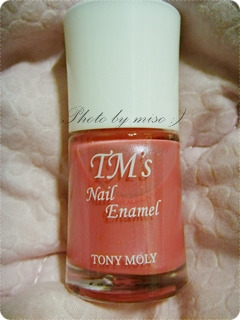 Photo by miso :)
TM's
Nail
Enamel
TONY MOLY